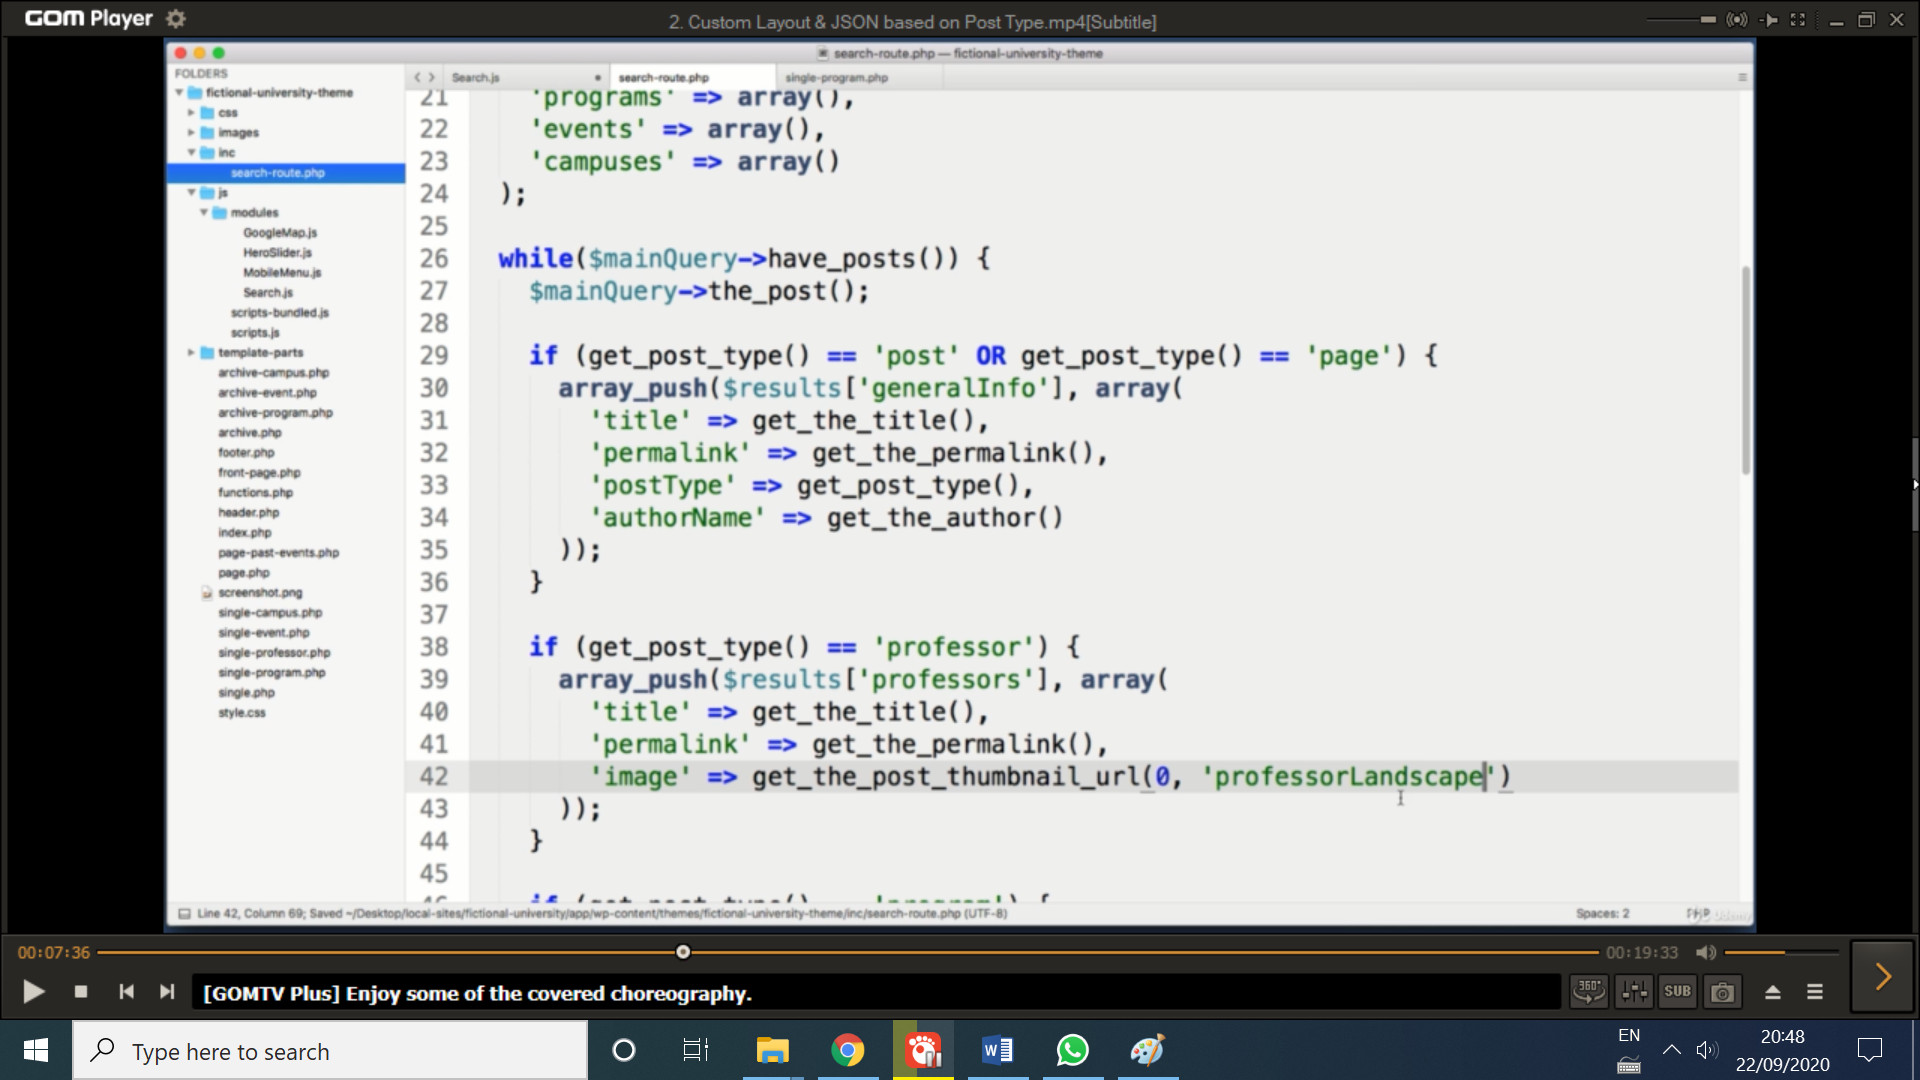 GOM Player
2. Custom Layout & JSON based on Post Type.mp4[Subtitle]
search-route.php — fictional-university-theme
FOLDERS
fictional-university-theme
css
images
inc
search-route.php
js
modules
GoogleMap.js
HeroSlider.js
MobileMenu.js
Search.js
scripts-bundled.js
scripts.js
template-parts
archive-campus.php
archive-event.php
archive-program.php
archive.php
footer.php
front-page.php
functions.php
header.php
index.php
page-past-events.php
page.php
screenshot.png
single-campus.php
single-event.php
single-professor.php
single-program.php
single.php
style.css
Search.js
search-route.php
single-program.php
21 'programs' => array(),
22 'events' => array(),
23 'campuses' => array()
24 );
25
26 while($mainQuery->have_posts()) {
27 $mainQuery->the_post();
28
29 if (get_post_type() == 'post' OR get_post_type() == 'page') {
30 array_push($results['generalInfo'], array(
31 'title' => get_the_title(),
32 'permalink' => get_the_permalink(),
33 'postType' => get_post_type(),
34 'authorName' => get_the_author()
35 ));
36 }
37
38 if (get_post_type() == 'professor') {
39 array_push($results['professors'], array(
40 'title' => get_the_title(),
41 'permalink' => get_the_permalink(),
42 'image' => get_the_post_thumbnail_url(0, 'professorLandscape')
43 ));
44 }
45
Line 42, Column 69; Saved ~/Desktop/local-sites/fictional-university/app/wp-content/themes/fictional-university-theme/inc/search-route.php (UTF-8)
Spaces: 2
PHP
00:07:36
00:19:33
[GOMTV Plus] Enjoy some of the covered choreography.
360°
SUB
Type here to search
EN
20:48
22/09/2020